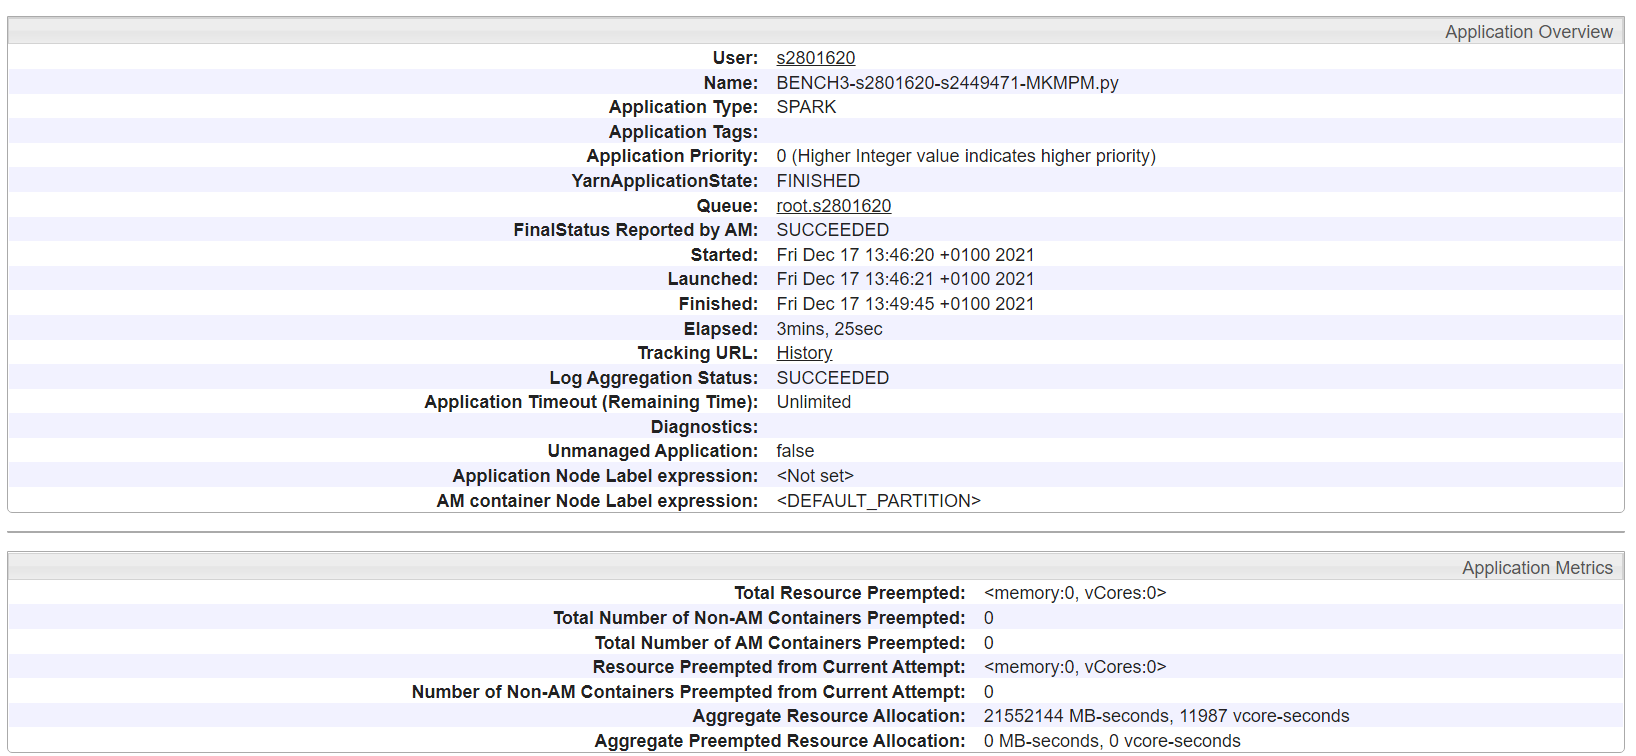 Application Overview
User: s2801620
Name: BENCH3-s2801620-s2449471-MKMPM.py
Application Type: SPARK
Application Tags:
Application Priority: 0 (Higher Integer value indicates higher priority)
YarnApplicationState: FINISHED
Queue: root.s2801620
FinalStatus Reported by AM: SUCCEEDED
Started: Fri Dec 17 13:46:20 +0100 2021
Launched: Fri Dec 17 13:46:21 +0100 2021
Finished: Fri Dec 17 13:49:45 +0100 2021
Elapsed: 3mins, 25sec
Tracking URL: History
Log Aggregation Status: SUCCEEDED
Application Timeout (Remaining Time): Unlimited
Diagnostics:
Unmanaged Application: false
Application Node Label expression: <Not set>
AM container Node Label expression: <DEFAULT_PARTITION>
Application Metrics
Total Resource Preempted: <memory:0, vCores:0>
Total Number of Non-AM Containers Preempted: 0
Total Number of AM Containers Preempted: 0
Resource Preempted from Current Attempt: <memory:0, vCores:0>
Number of Non-AM Containers Preempted from Current Attempt: 0
Aggregate Resource Allocation: 21552144 MB-seconds, 11987 vcore-seconds
Aggregate Preempted Resource Allocation: 0 MB-seconds, 0 vcore-seconds